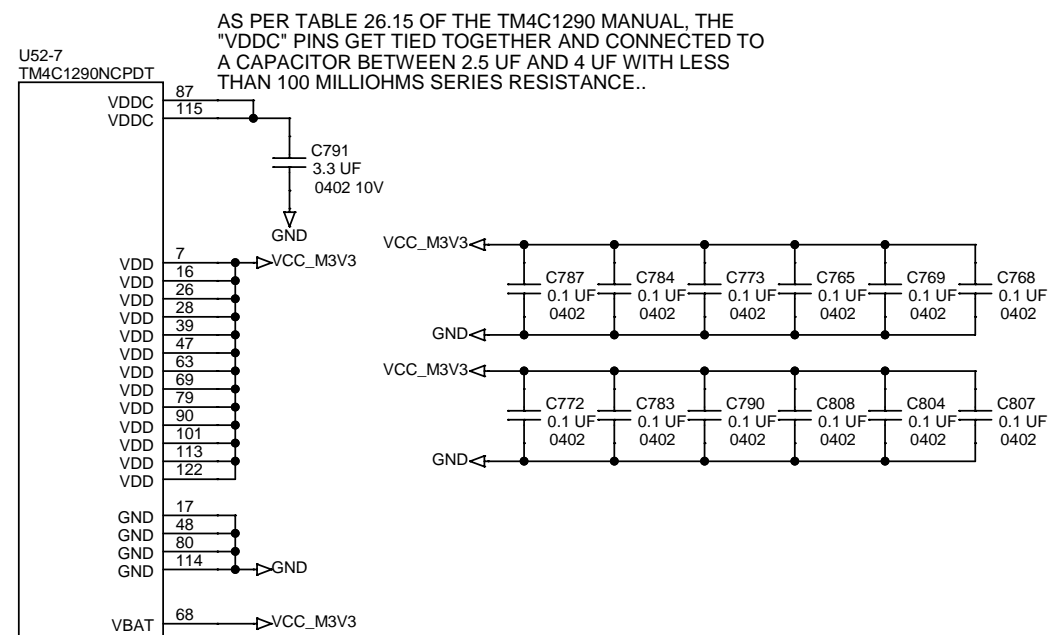 AS PER TABLE 26.15 OF THE TM4C1290 MANUAL, THE
"VDDC" PINS GET TIED TOGETHER AND CONNECTED TO
A CAPACITOR BETWEEN 2.5 UF AND 4 UF WITH LESS
THAN 100 MILLIOHMS SERIES RESISTANCE..
U52-7
TM4C1290NCPDT
VDDC 87
VDDC 115
C791
3.3 UF
0402 10V
GND
VDD 7 VCC_M3V3
VDD 16
VDD 26
VDD 28
VDD 39
VDD 47
VDD 63
VDD 69
VDD 79
VDD 90
VDD 101
VDD 113
VDD 122
GND 17
GND 48
GND 80
GND 114 GND
VBAT 68 VCC_M3V3
VCC_M3V3
C787 C784 C773 C765 C769 C768
0.1 UF 0.1 UF 0.1 UF 0.1 UF 0.1 UF 0.1 UF
0402 0402 0402 0402 0402 0402
GND
VCC_M3V3
C772 C783 C790 C808 C804 C807
0.1 UF 0.1 UF 0.1 UF 0.1 UF 0.1 UF 0.1 UF
0402 0402 0402 0402 0402 0402
GND